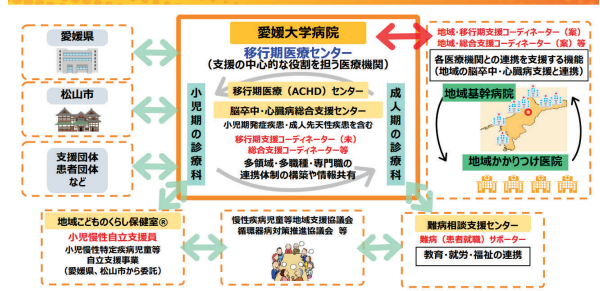 愛媛県
松山市
支援団体
患者団体
など
愛媛大学病院
移行期医療センター
（支援の中心的な役割を担う医療機関）
小児期の診療科
移行期医療（ACHD）センター
脳卒中・心臓病総合支援センター
小児期発症疾患・成人先天性疾患を含む
移行期支援コーディネーター（未）
総合支援コーディネーター等
多領域・多職種・専門職の
連携体制の構築や情報共有
成人期の診療科
地域・移行期支援コーディネーター（案）
地域・総合支援コーディネーター（案）等
各医療機関との連携を支援する機能
（地域の脳卒中・心臓病支援と連携）
地域基幹病院
地域かかりつけ医院
地域こどものくらし保健室®
小児慢性自立支援員
小児慢性特定疾病児童等
自立支援事業
（愛媛県、松山市から委託）
慢性疾病児童等地域支援協議会
循環器病対策推進協議会 等
難病相談支援センター
難病（患者就職）サポーター
教育・就労・福祉の連携